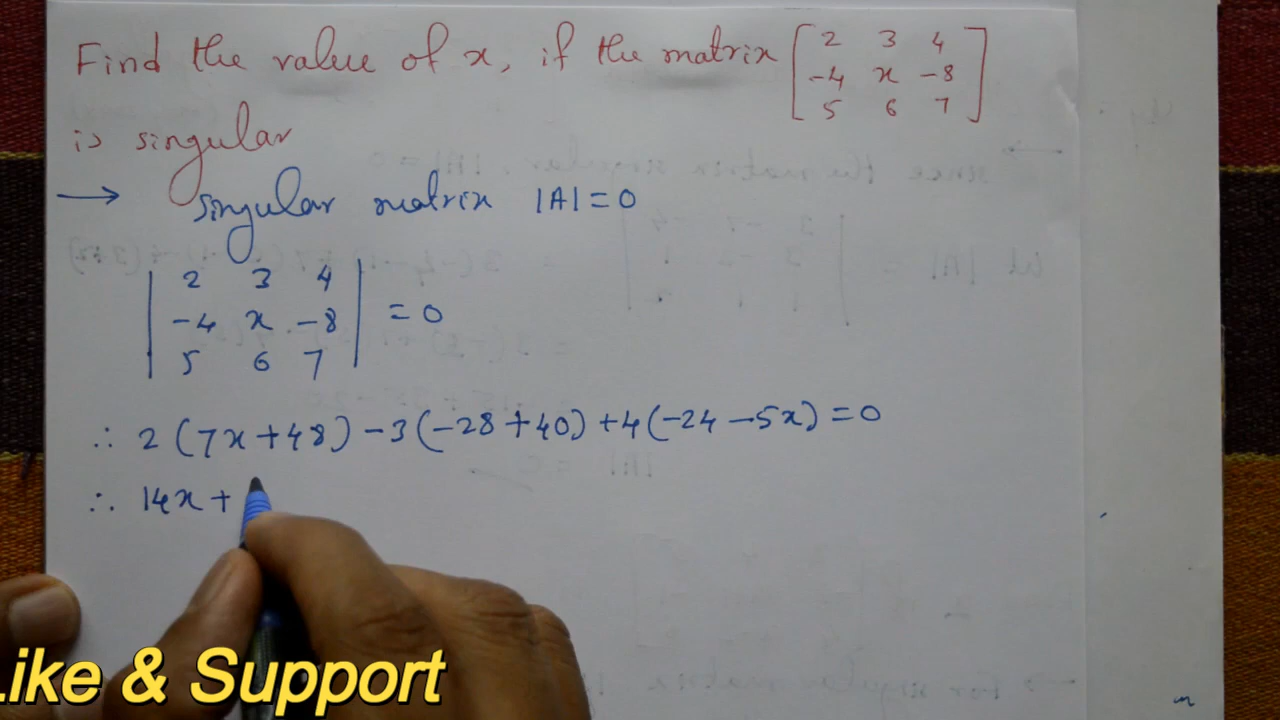 Find the value of x, if the matrix [2 3 4
-4 x -8
5 6 7]
is singular
→ singular matrix |A| = 0
|2 3 4|
|-4 x -8| = 0
|5 6 7|
∴ 2 (7x + 48) - 3 (-28 + 40) + 4 (-24 - 5x) = 0
∴ 14x +
Like & Support